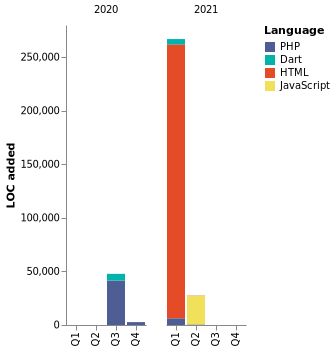 2020 2021
Language
PHP
Dart
HTML
JavaScript
LOC added
250,000
200,000
150,000
100,000
50,000
0
Q1 Q2 Q3 Q4 Q1 Q2 Q3 Q4